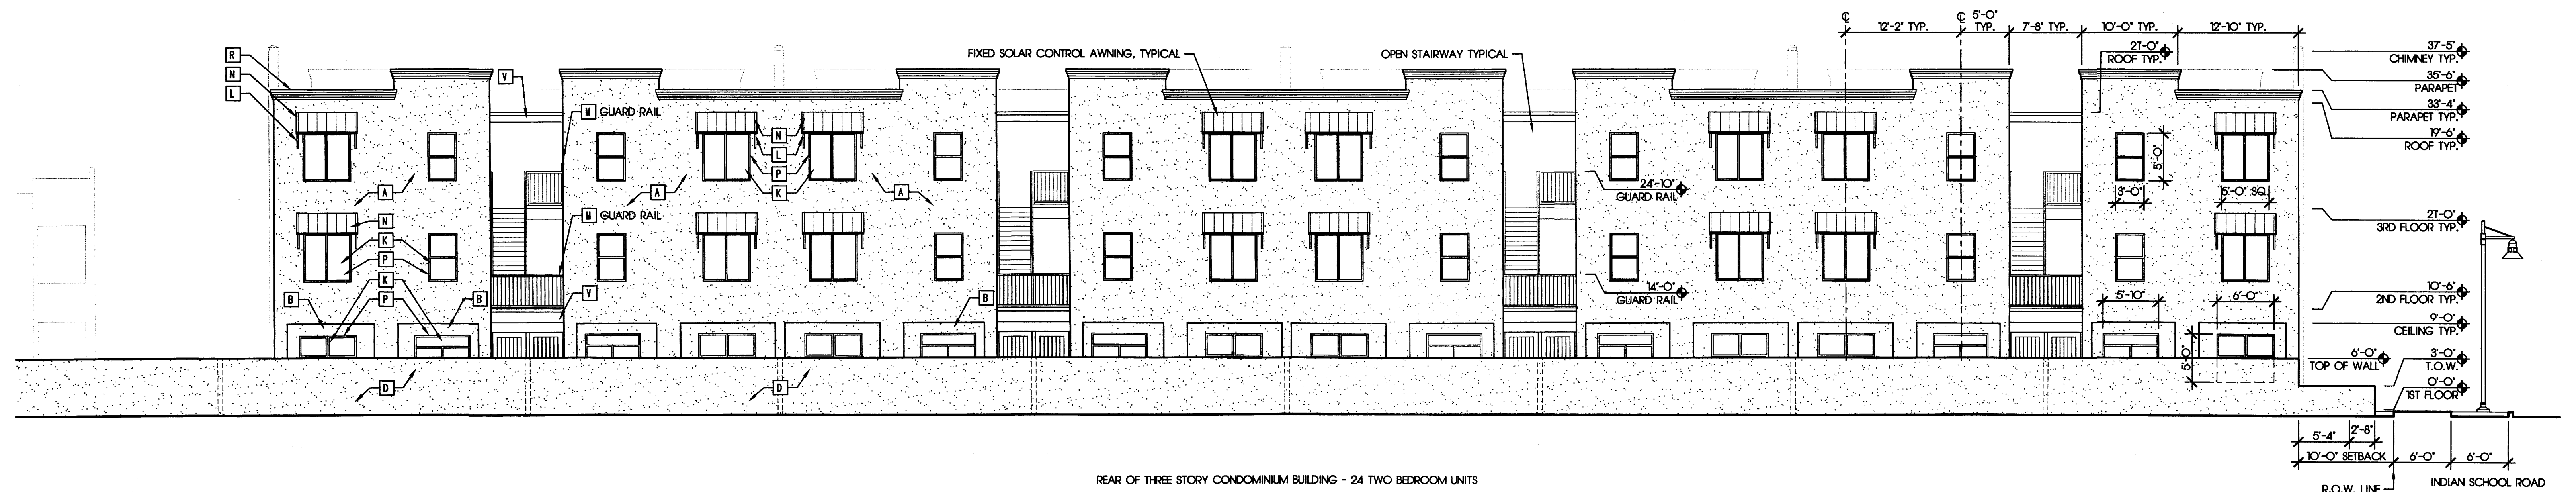 ℄
℄
5'-0"
12'-2" TYP.
TYP.
7'-8" TYP.
10'-0" TYP.
12'-10" TYP.
R
N
L
V
FIXED SOLAR CONTROL AWNING, TYPICAL
OPEN STAIRWAY TYPICAL
27'-0"
ROOF TYP.
37'-5"
CHIMNEY TYP.
35'-6"
PARAPET
33'-4"
PARAPET TYP.
19'-6"
ROOF TYP.
M GUARD RAIL
N
L
P
K
A
A
A
5'-0"
3'-0"
5'-0" SQ.
24'-10"
GUARD RAIL
M GUARD RAIL
N
K
P
K
P
B
B
V
B
14'-0"
GUARD RAIL
27'-0"
3RD FLOOR TYP.
5'-10"
6'-0"
10'-6"
2ND FLOOR TYP.
9'-0"
CEILING TYP.
5'-0"
6'-0"
TOP OF WALL
3'-0"
T.O.W.
0'-0"
1ST FLOOR
D
D
5'-4"
2'-8"
10'-0" SETBACK
6'-0"
6'-0"
REAR OF THREE STORY CONDOMINIUM BUILDING - 24 TWO BEDROOM UNITS
R.O.W. LINE
INDIAN SCHOOL ROAD